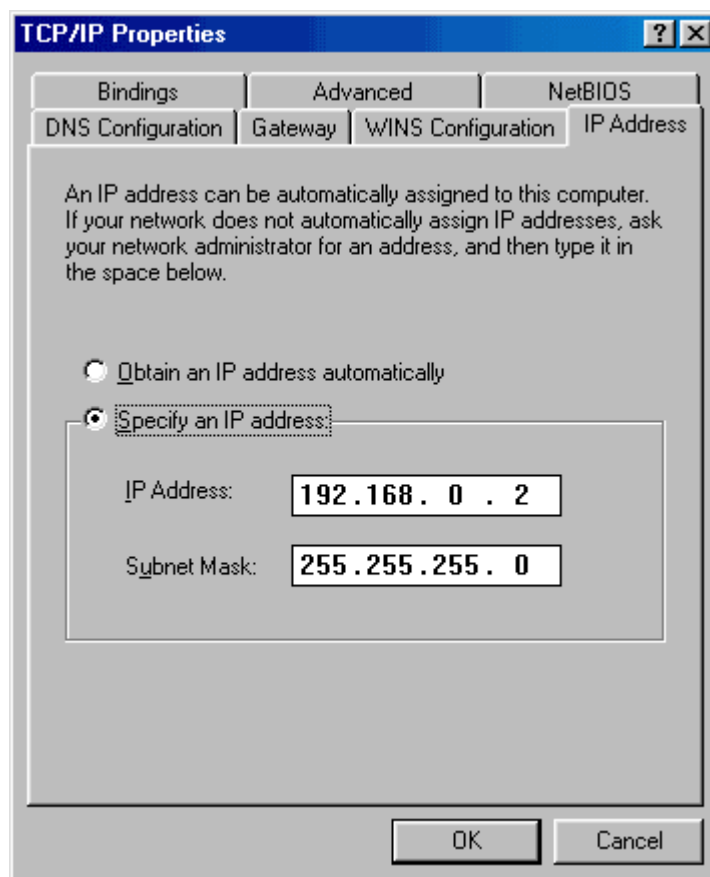 TCP/IP Properties
Bindings
Advanced
NetBIOS
DNS Configuration
Gateway
WINS Configuration
IP Address
An IP address can be automatically assigned to this computer.
If your network does not automatically assign IP addresses, ask
your network administrator for an address, and then type it in
the space below.
Obtain an IP address automatically
Specify an IP address:
IP Address:
192.168. 0 . 2
Subnet Mask:
255.255.255. 0
OK
Cancel